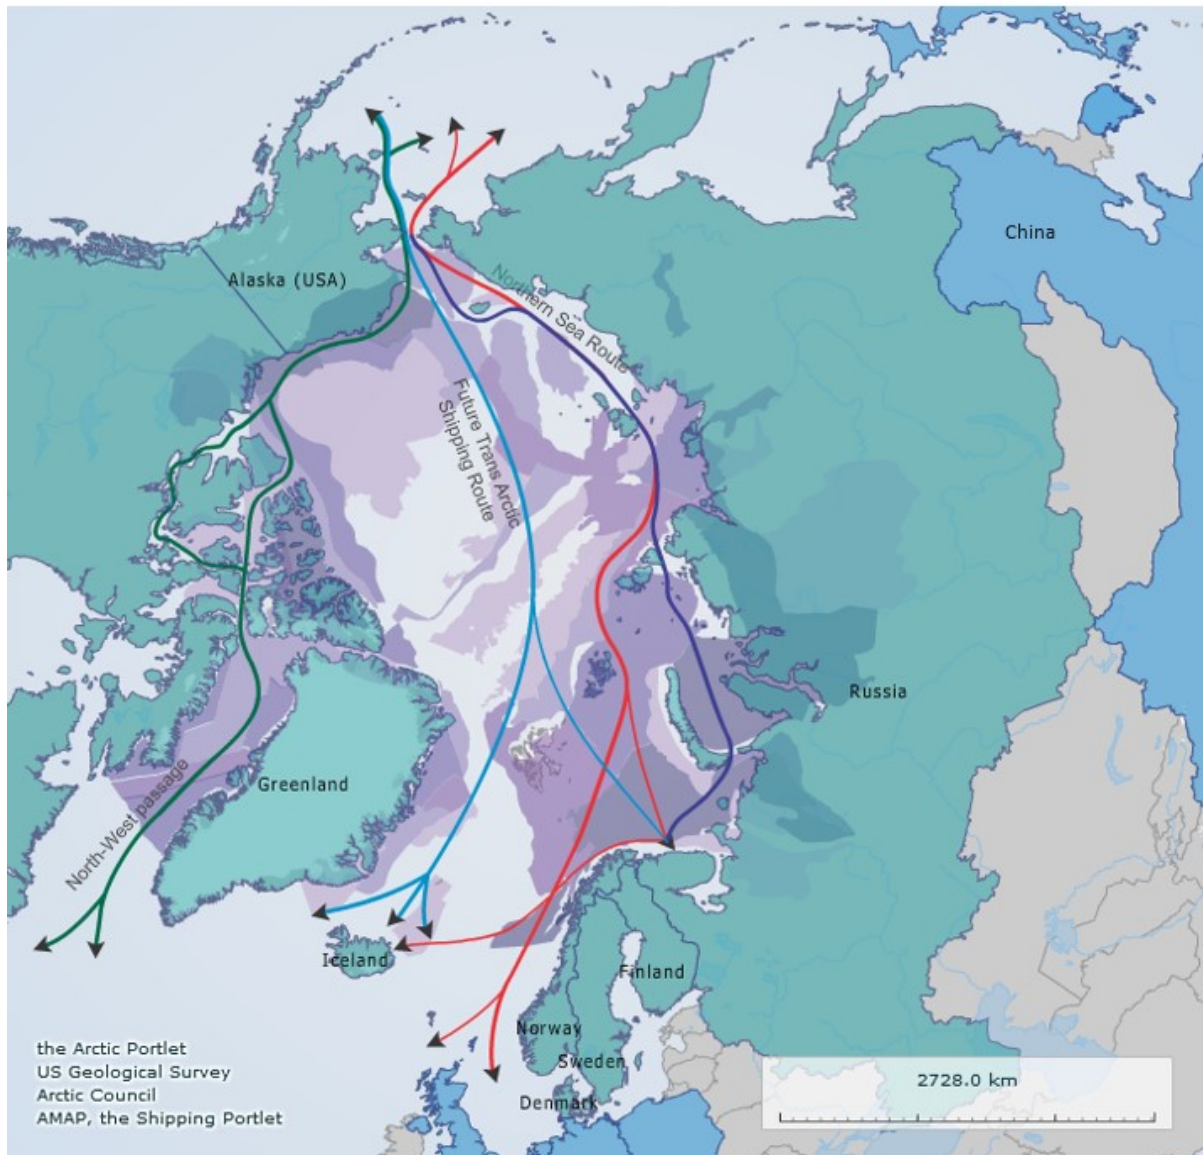 China
Alaska (USA)
Northern Sea Route
Future Trans Arctic
Shipping Route
Russia
Greenland
North-West passage
Iceland
Finland
Norway
Sweden
Denmark
the Arctic Portlet
US Geological Survey
Arctic Council
AMAP, the Shipping Portlet
2728.0 km